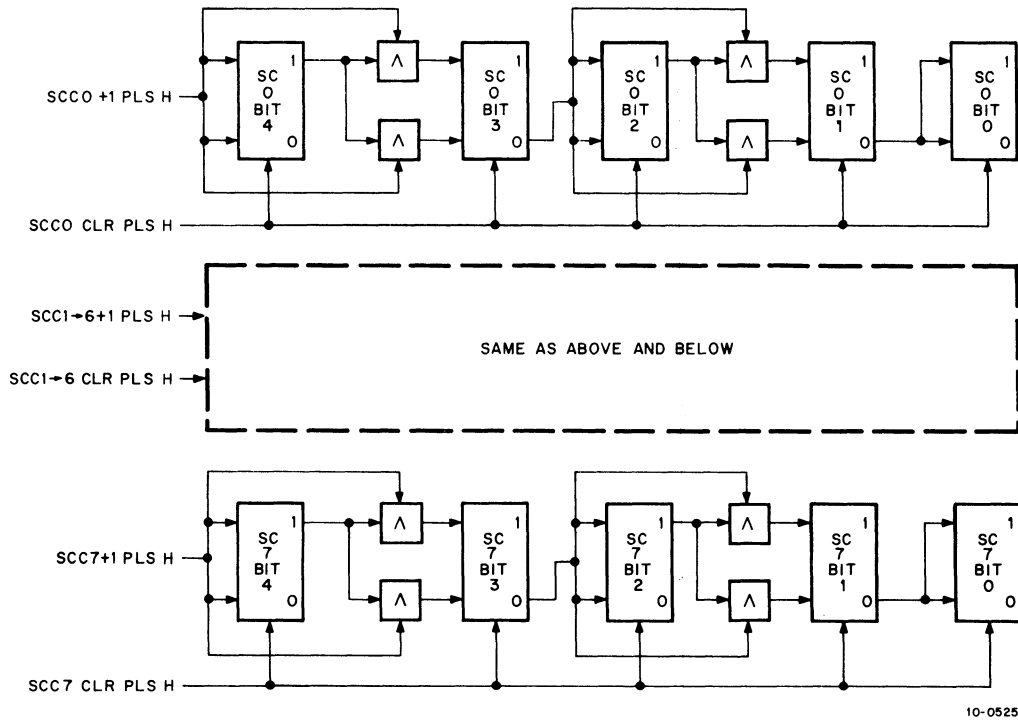 SCC0 +1 PLS H
SC 0 BIT 4
1
0
∧
∧
SC 0 BIT 3
1
0
SC 0 BIT 2
1
0
∧
∧
SC 0 BIT 1
1
0
SC 0 BIT 0
1
0
SCC0 CLR PLS H
SCC1→6+1 PLS H
SCC1→6 CLR PLS H
SAME AS ABOVE AND BELOW
SCC7+1 PLS H
SC 7 BIT 4
1
0
∧
∧
SC 7 BIT 3
1
0
SC 7 BIT 2
1
0
∧
∧
SC 7 BIT 1
1
0
SC 7 BIT 0
1
0
SCC7 CLR PLS H
10-0525